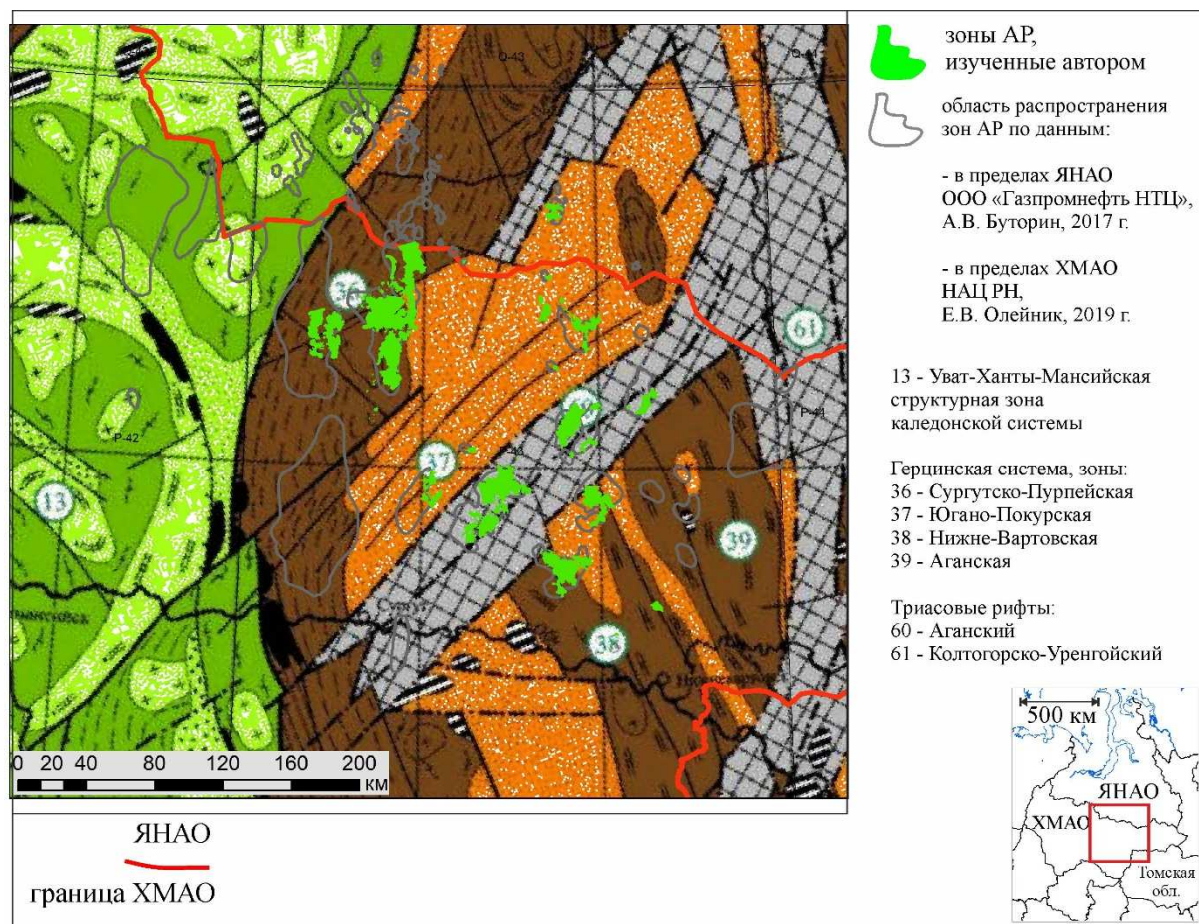 зоны АР,
изученные автором
область распространения
зон АР по данным:
- в пределах ЯНАО
ООО «Газпромнефть НТЦ»,
А.В. Буторин, 2017 г.
- в пределах ХМАО
НАЦ РН,
Е.В. Олейник, 2019 г.
13 - Уват-Ханты-Мансийская
структурная зона
каледонской системы
Герцинская система, зоны:
36 - Сургутско-Пурпейская
37 - Югано-Покурская
38 - Нижне-Вартовская
39 - Аганская
Триасовые рифты:
60 - Аганский
61 - Колтогорско-Уренгойский
Q-43
61
P-42
37
13
39
Сургут
38
0 20 40 80 120 160 200
КМ
ЯНАО
граница ХМАО
500 км
ЯНАО
ХМАО
Томская
обл.